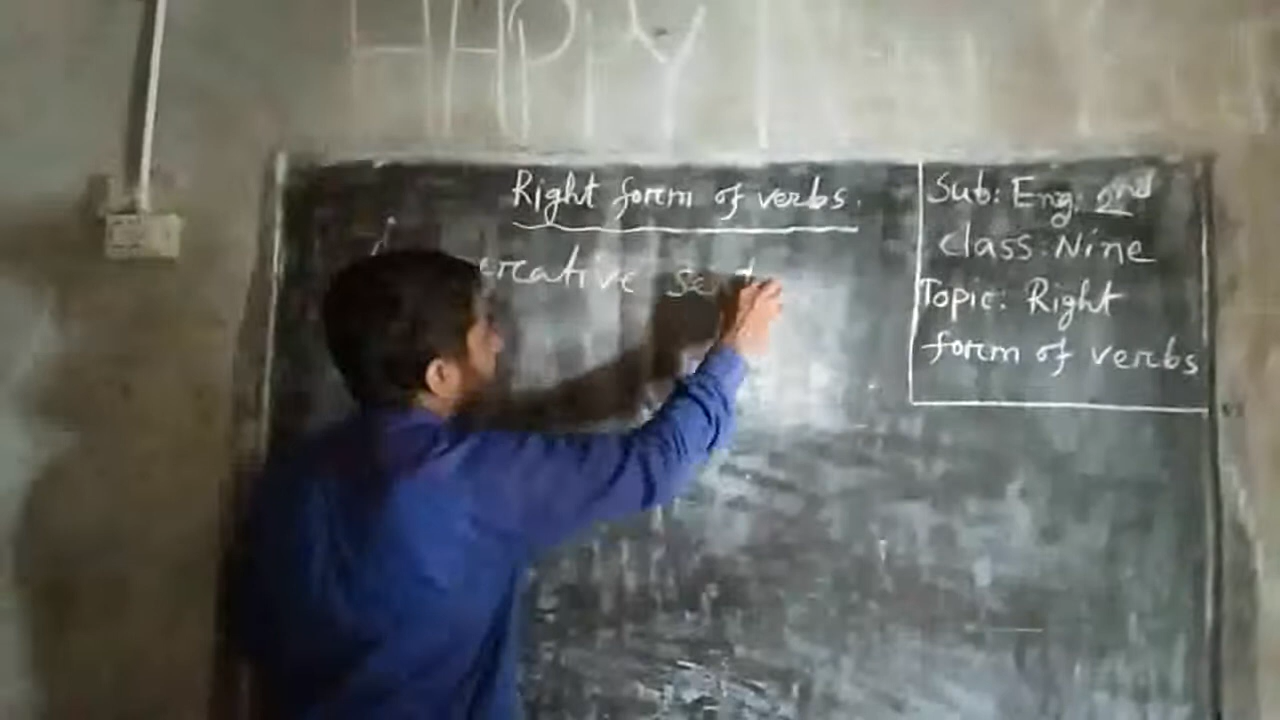 HAPPY
Right form of verbs.
Sub: Eng. 2nd
Class: Nine
Topic: Right
form of verbs